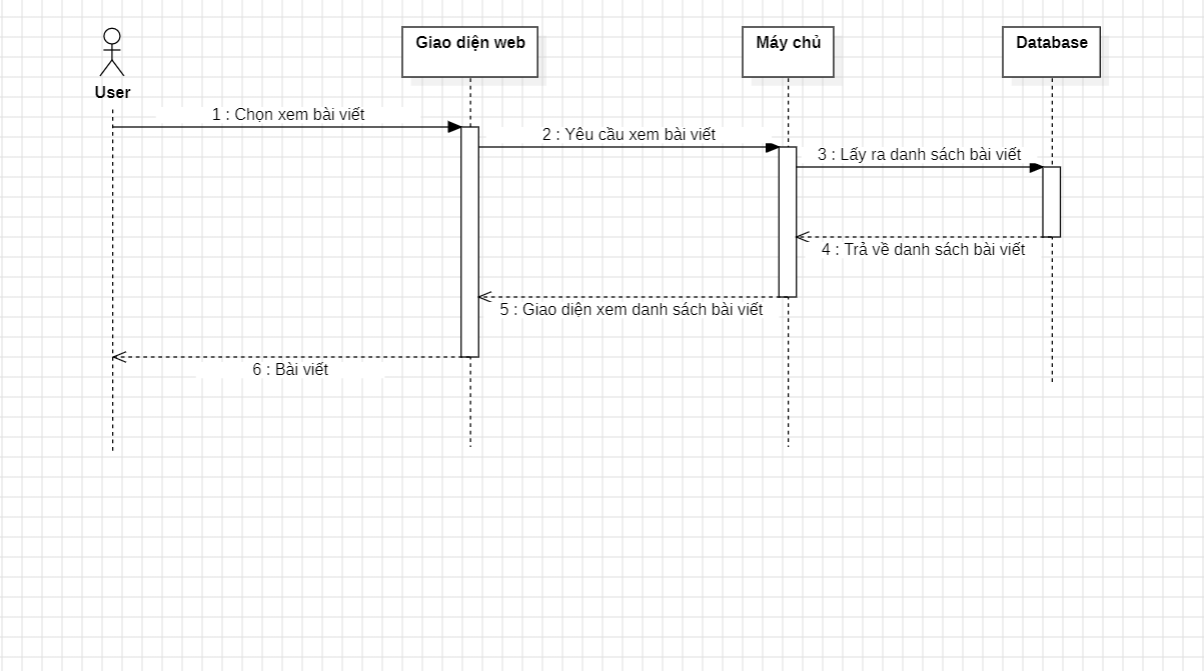 Giao diện web
Máy chủ
Database
User
1 : Chọn xem bài viết
2 : Yêu cầu xem bài viết
3 : Lấy ra danh sách bài viết
4 : Trả về danh sách bài viết
5 : Giao diện xem danh sách bài viết
6 : Bài viết